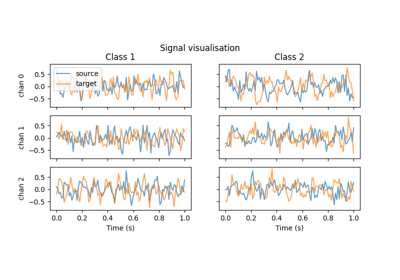 Signal visualisation
Class 1
Class 2
source
target
chan 0
0.5
0.0
−0.5
chan 1
0.5
0.0
−0.5
chan 2
0.5
0.0
−0.5
0.0 0.2 0.4 0.6 0.8 1.0
0.0 0.2 0.4 0.6 0.8 1.0
Time (s)
Time (s)